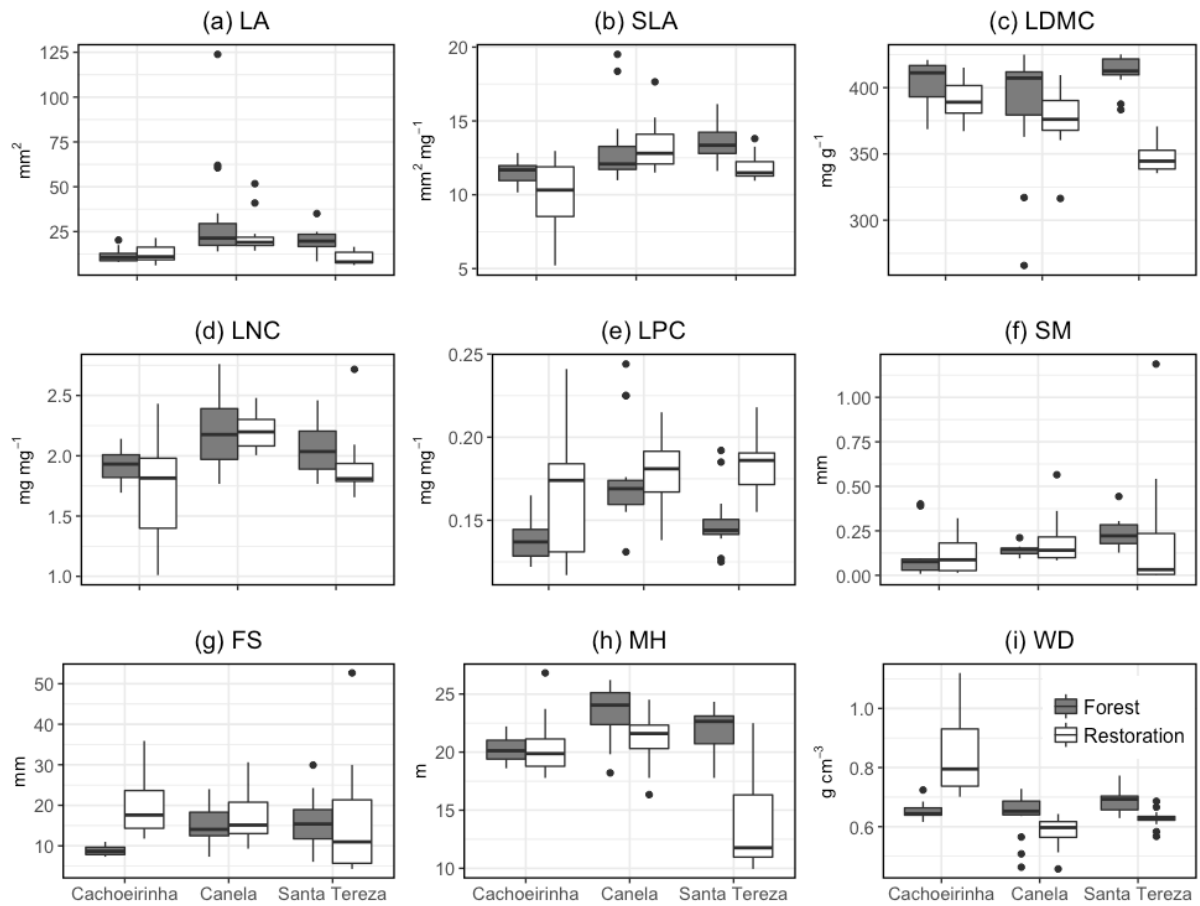 (a) LA
(b) SLA
(c) LDMC
mm²
125
100
75
50
25
mm² mg⁻¹
20
15
10
5
mg g⁻¹
400
350
300
(d) LNC
(e) LPC
(f) SM
mg mg⁻¹
2.5
2.0
1.5
1.0
mg mg⁻¹
0.25
0.20
0.15
mm
1.00
0.75
0.50
0.25
0.00
(g) FS
(h) MH
(i) WD
mm
50
40
30
20
10
m
25
20
15
10
g cm⁻³
1.0
0.8
0.6
Forest
Restoration
Cachoeirinha Canela Santa Tereza
Cachoeirinha Canela Santa Tereza
Cachoeirinha Canela Santa Tereza